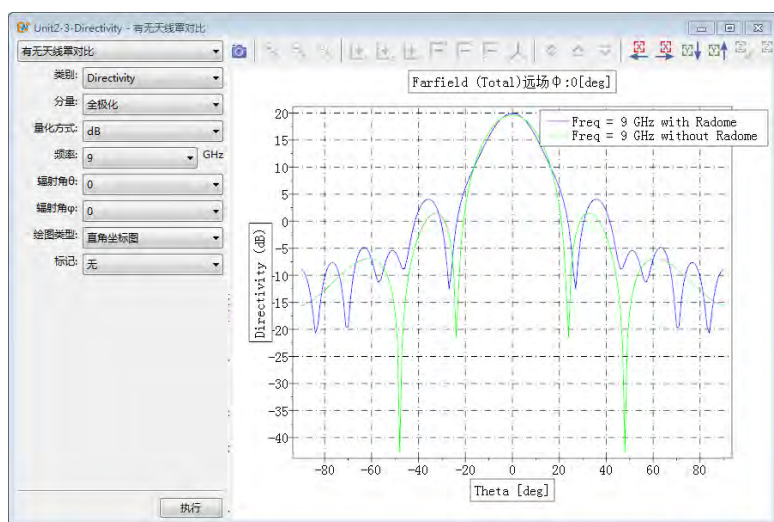 Unit2-3-Directivity - 有无天线罩对比
有无天线罩对比
类别: Directivity
分量: 全极化
量化方式: dB
频率: 9 GHz
辐射角θ: 0
辐射角φ: 0
绘图类型: 直角坐标图
标记: 无
执行
Farfield (Total)远场Φ:0[deg]
Freq = 9 GHz with Radome
Freq = 9 GHz without Radome
Directivity (dB)
20
15
10
5
0
-5
-10
-15
-20
-25
-30
-35
-40
-80 -60 -40 -20 0 20 40 60 80
Theta [deg]